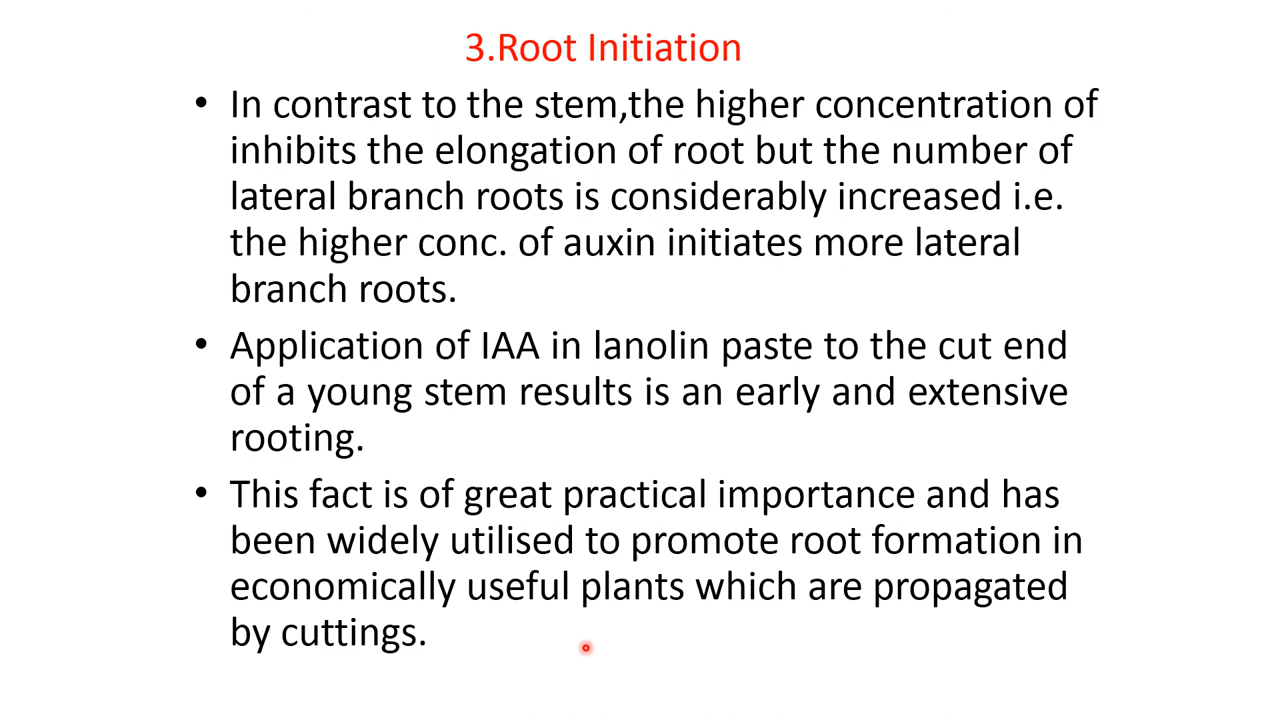 3.Root Initiation
• In contrast to the stem,the higher concentration of
inhibits the elongation of root but the number of
lateral branch roots is considerably increased i.e.
the higher conc. of auxin initiates more lateral
branch roots.
• Application of IAA in lanolin paste to the cut end
of a young stem results is an early and extensive
rooting.
• This fact is of great practical importance and has
been widely utilised to promote root formation in
economically useful plants which are propagated
by cuttings.